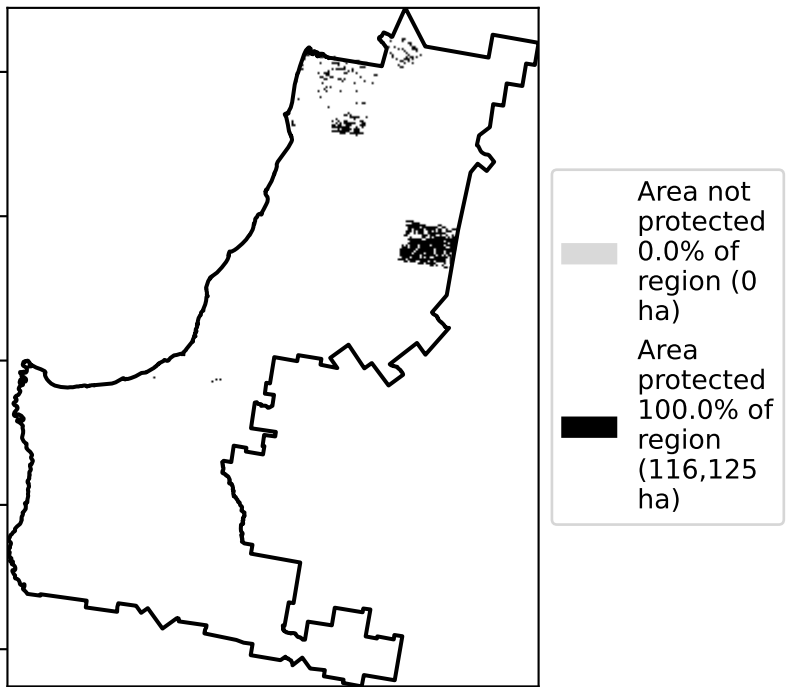 Area not
protected
0.0% of
region (0
ha)
Area
protected
100.0% of
region
(116,125
ha)